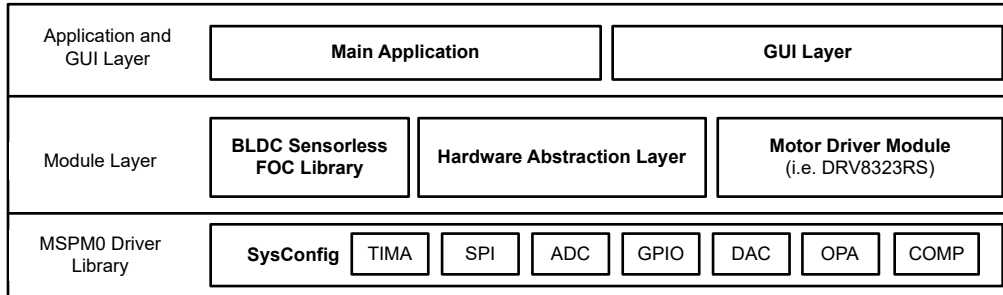 Application and
GUI Layer
Main Application
GUI Layer
Module Layer
BLDC Sensorless
FOC Library
Hardware Abstraction Layer
Motor Driver Module
(i.e. DRV8323RS)
MSPM0 Driver
Library
SysConfig
TIMA
SPI
ADC
GPIO
DAC
OPA
COMP